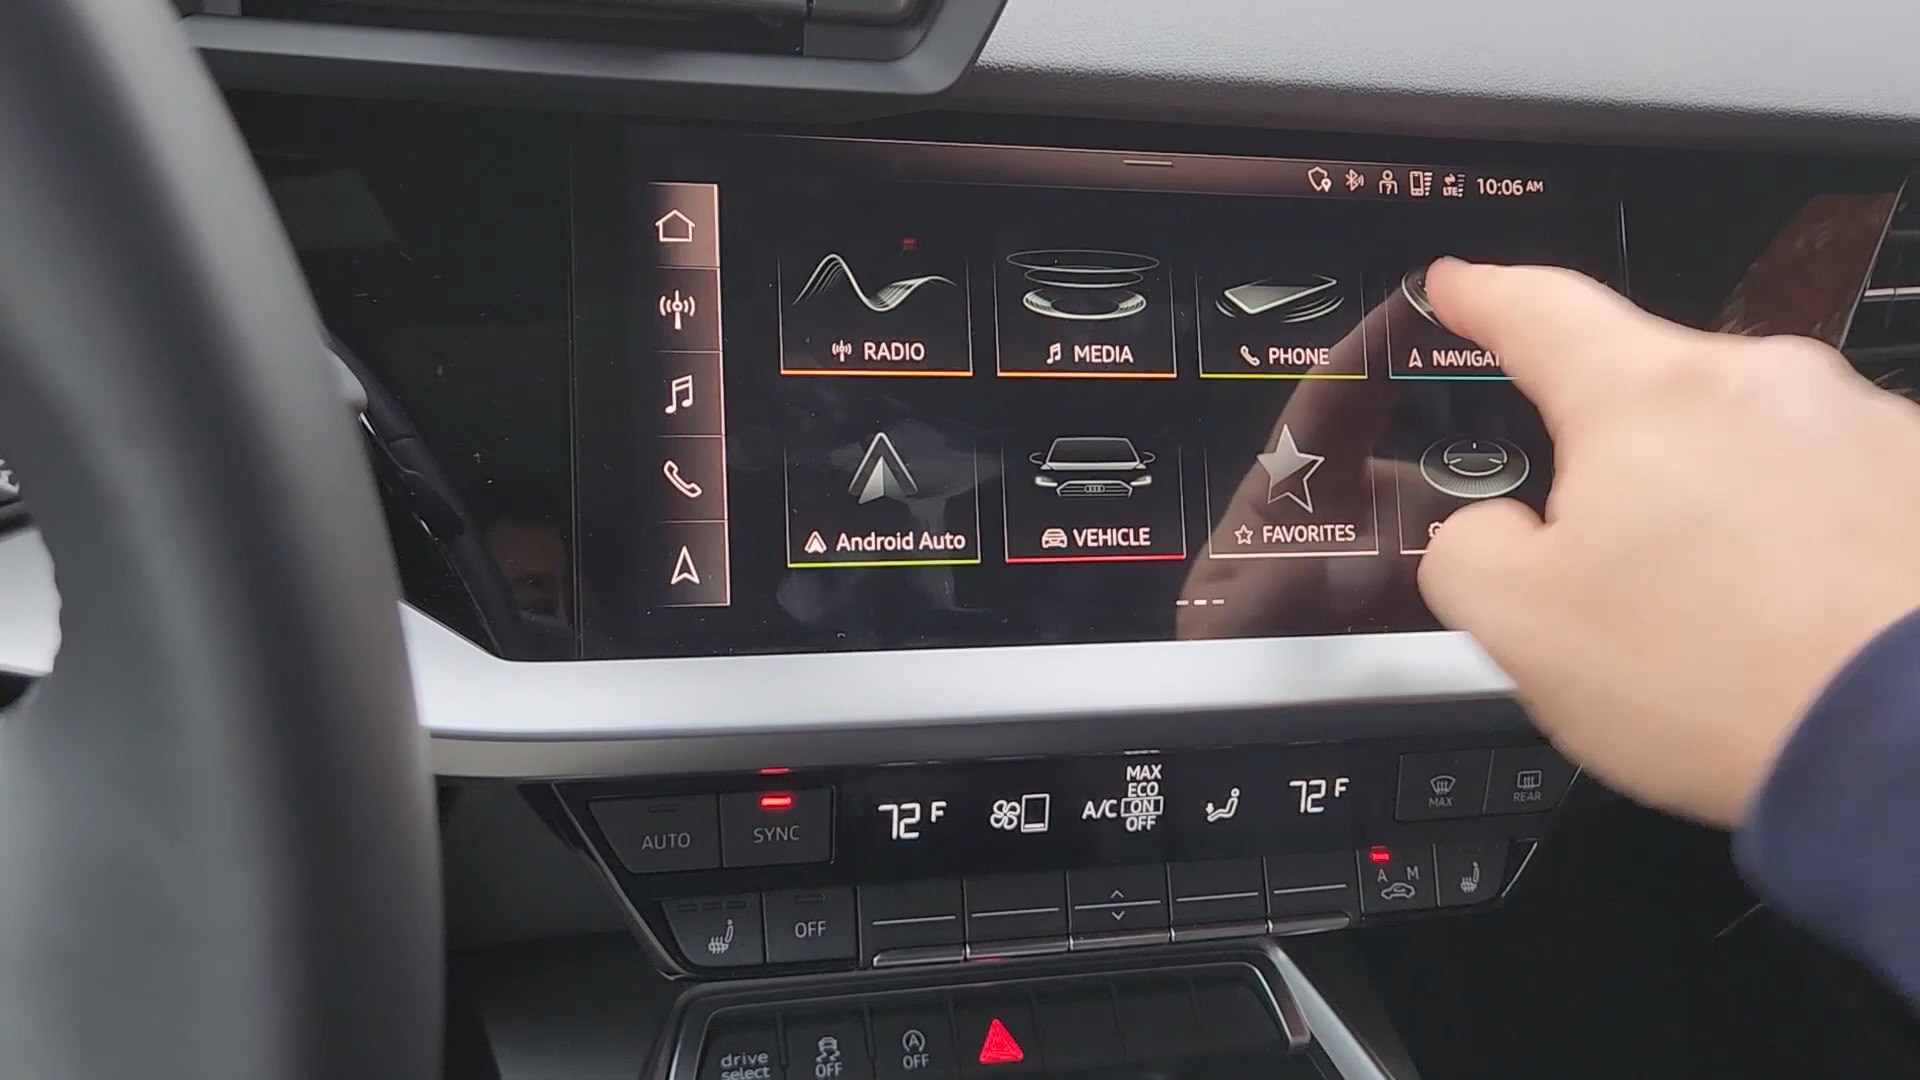 LTE 10:06 AM
RADIO
MEDIA
PHONE
NAVIGAT
Android Auto
VEHICLE
FAVORITES
AUTO
SYNC
72 F
MAX
ECO
A/C ON
OFF
72 F
MAX
REAR
OFF
A M
drive
select
OFF
A
OFF